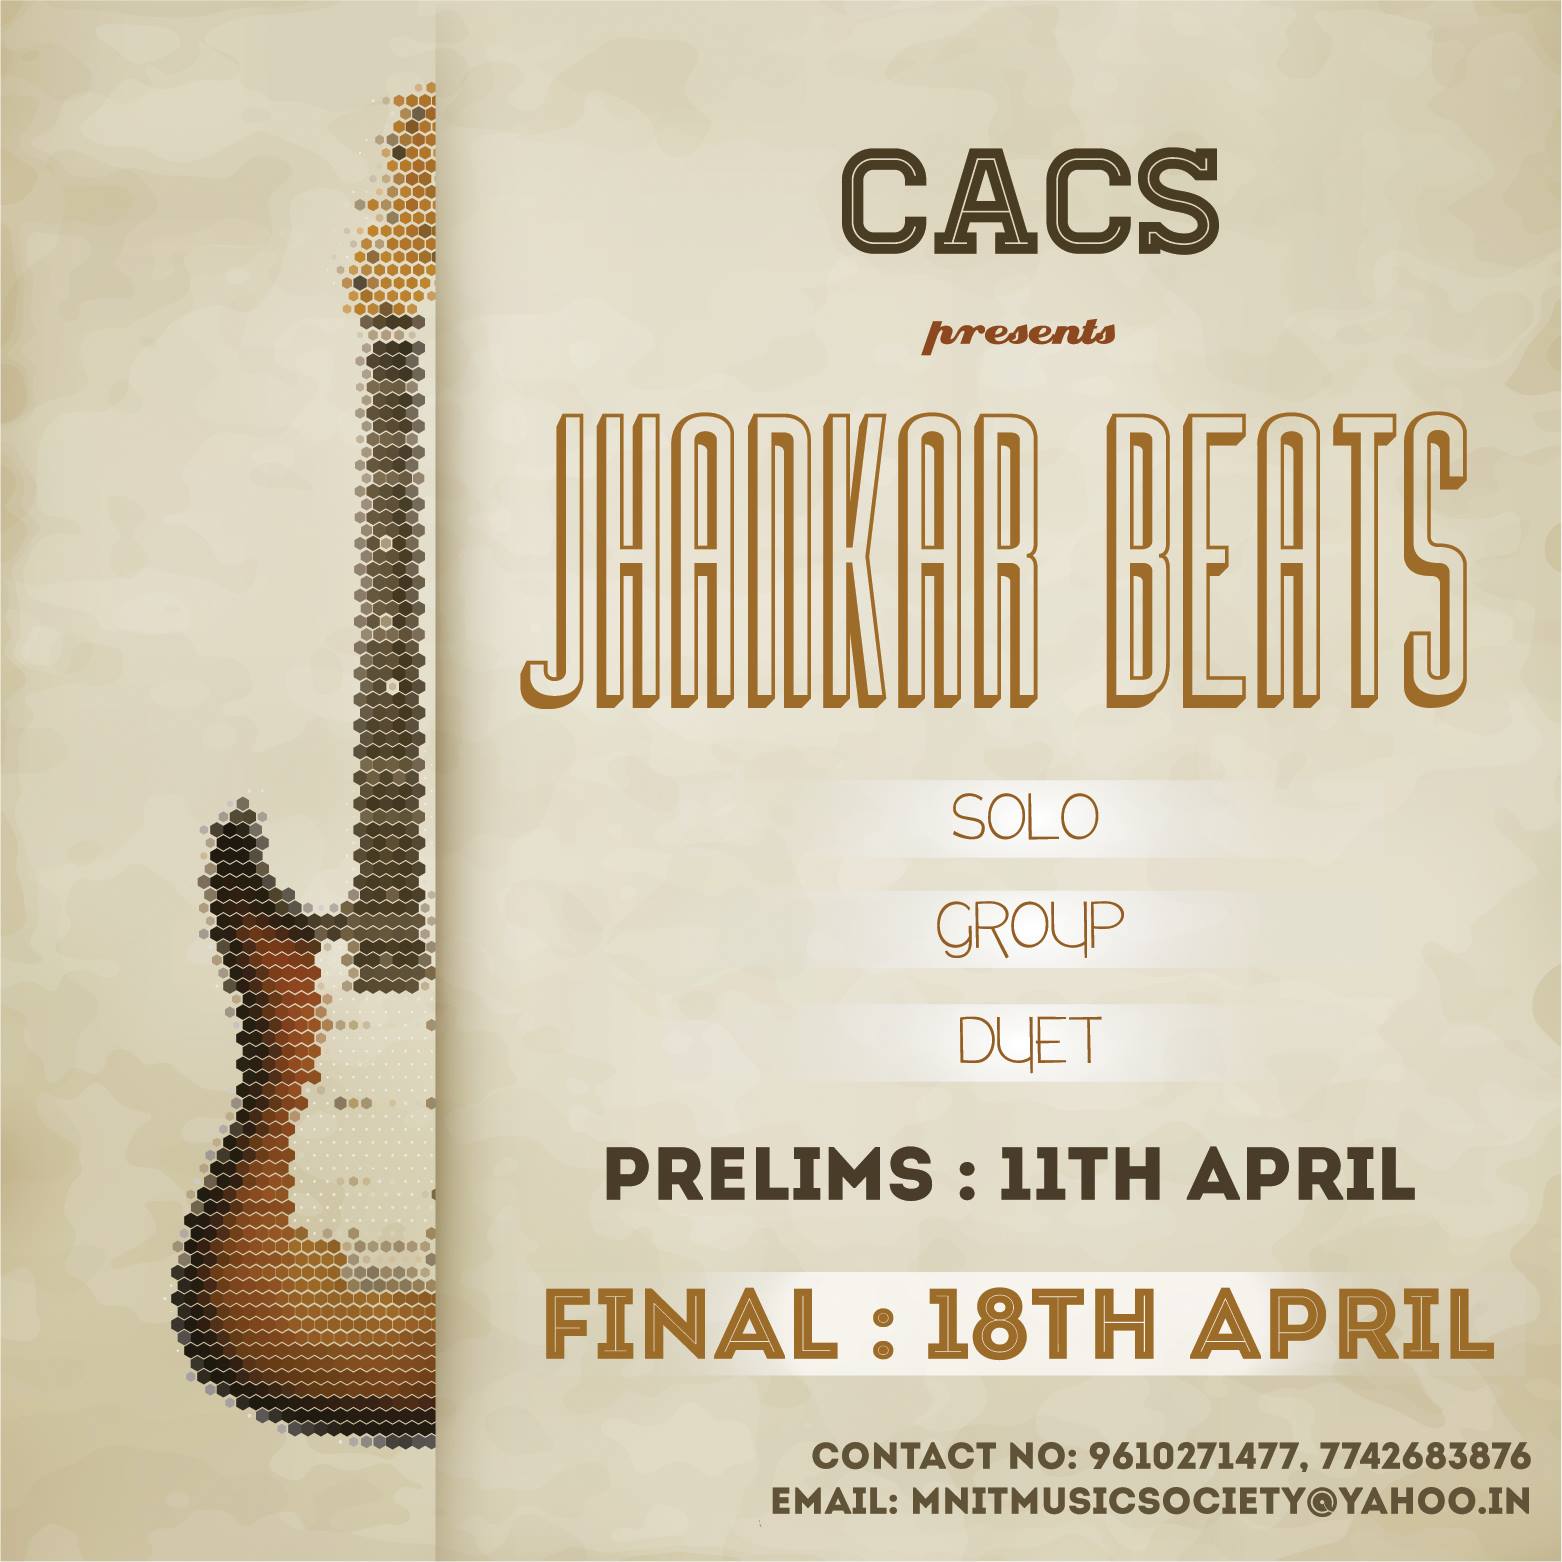 CACS
presents
JHANKAR BEATS
SOLO
GROUP
DUET
PRELIMS : 11TH APRIL
FINAL : 18TH APRIL
CONTACT NO: 9610271477, 7742683876
EMAIL: MNITMUSICSOCIETY@YAHOO.IN